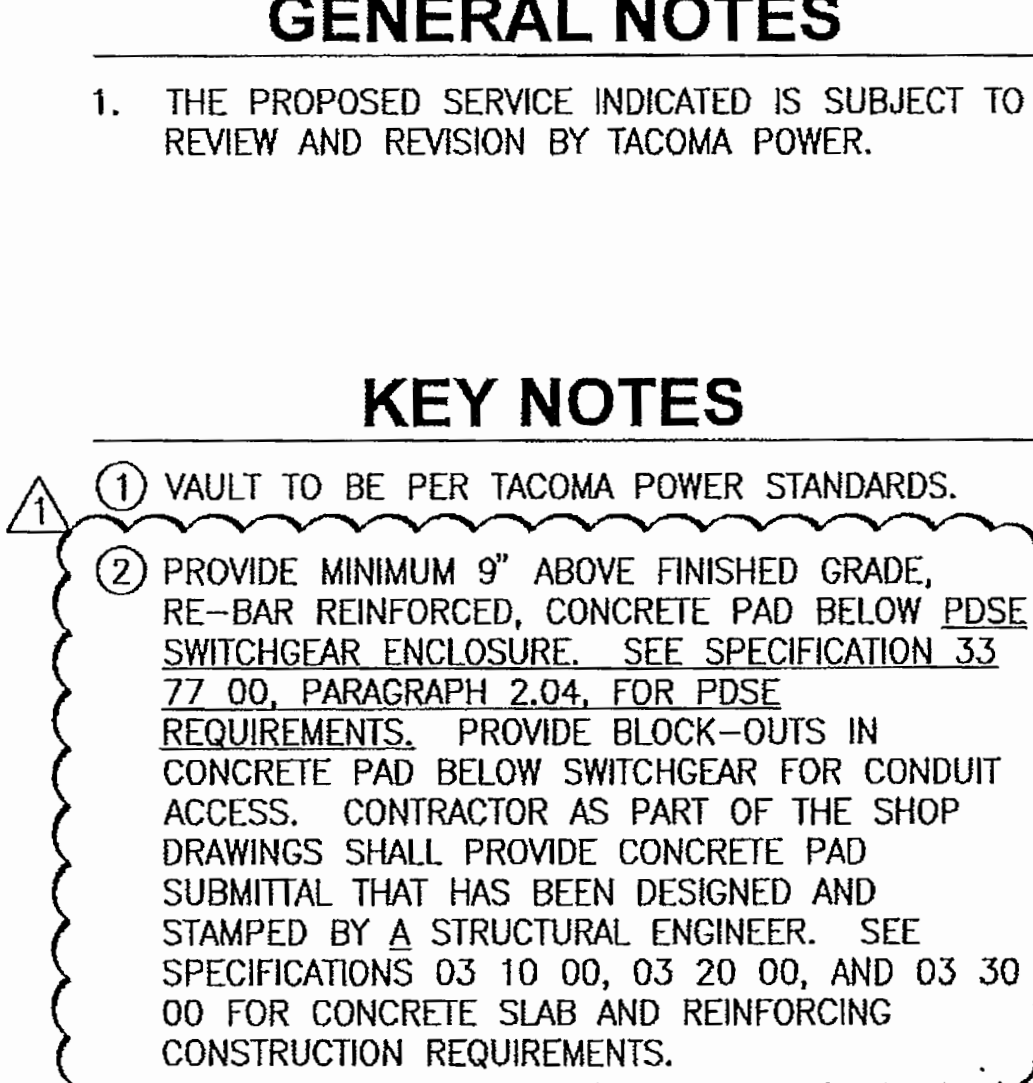 GENERAL NOTES
1. THE PROPOSED SERVICE INDICATED IS SUBJECT TO
REVIEW AND REVISION BY TACOMA POWER.
KEY NOTES
1 1 VAULT TO BE PER TACOMA POWER STANDARDS.
2 PROVIDE MINIMUM 9" ABOVE FINISHED GRADE,
RE-BAR REINFORCED, CONCRETE PAD BELOW PDSE
SWITCHGEAR ENCLOSURE. SEE SPECIFICATION 33
77 00, PARAGRAPH 2.04, FOR PDSE
REQUIREMENTS. PROVIDE BLOCK-OUTS IN
CONCRETE PAD BELOW SWITCHGEAR FOR CONDUIT
ACCESS. CONTRACTOR AS PART OF THE SHOP
DRAWINGS SHALL PROVIDE CONCRETE PAD
SUBMITTAL THAT HAS BEEN DESIGNED AND
STAMPED BY A STRUCTURAL ENGINEER. SEE
SPECIFICATIONS 03 10 00, 03 20 00, AND 03 30
00 FOR CONCRETE SLAB AND REINFORCING
CONSTRUCTION REQUIREMENTS.